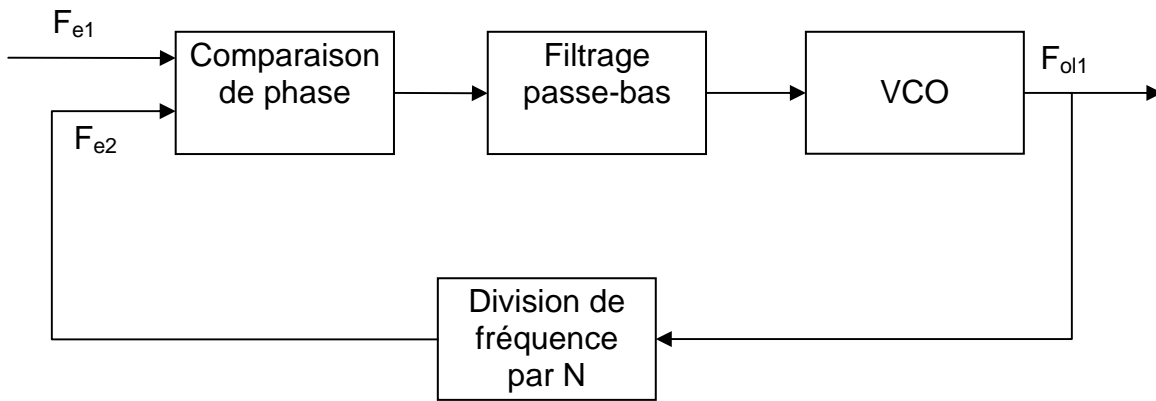 Fe1
Comparaison
de phase
Filtrage
passe-bas
VCO
Fol1
Fe2
Division de
fréquence
par N